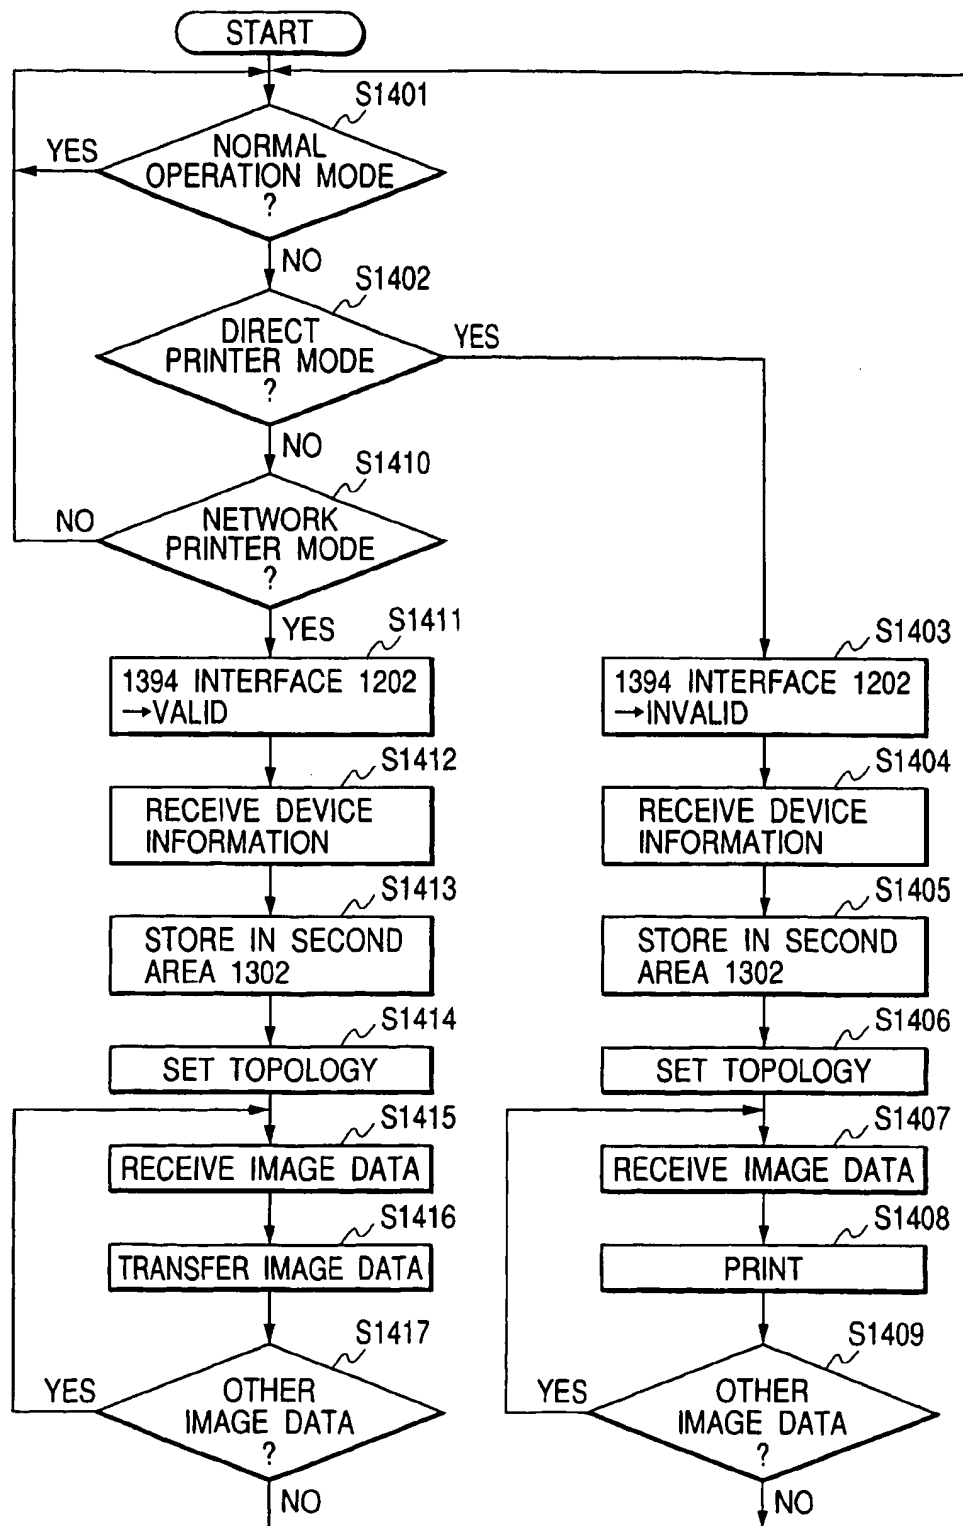 START
S1401
YES
NORMAL
OPERATION MODE
?
NO
S1402
DIRECT
PRINTER MODE
?
YES
NO
S1410
NO
NETWORK
PRINTER MODE
?
YES
S1411
1394 INTERFACE 1202
→VALID
S1412
RECEIVE DEVICE
INFORMATION
S1413
STORE IN SECOND
AREA 1302
S1414
SET TOPOLOGY
S1415
RECEIVE IMAGE DATA
S1416
TRANSFER IMAGE DATA
S1417
YES
OTHER
IMAGE DATA
?
NO
S1403
1394 INTERFACE 1202
→INVALID
S1404
RECEIVE DEVICE
INFORMATION
S1405
STORE IN SECOND
AREA 1302
S1406
SET TOPOLOGY
S1407
RECEIVE IMAGE DATA
S1408
PRINT
S1409
YES
OTHER
IMAGE DATA
?
NO